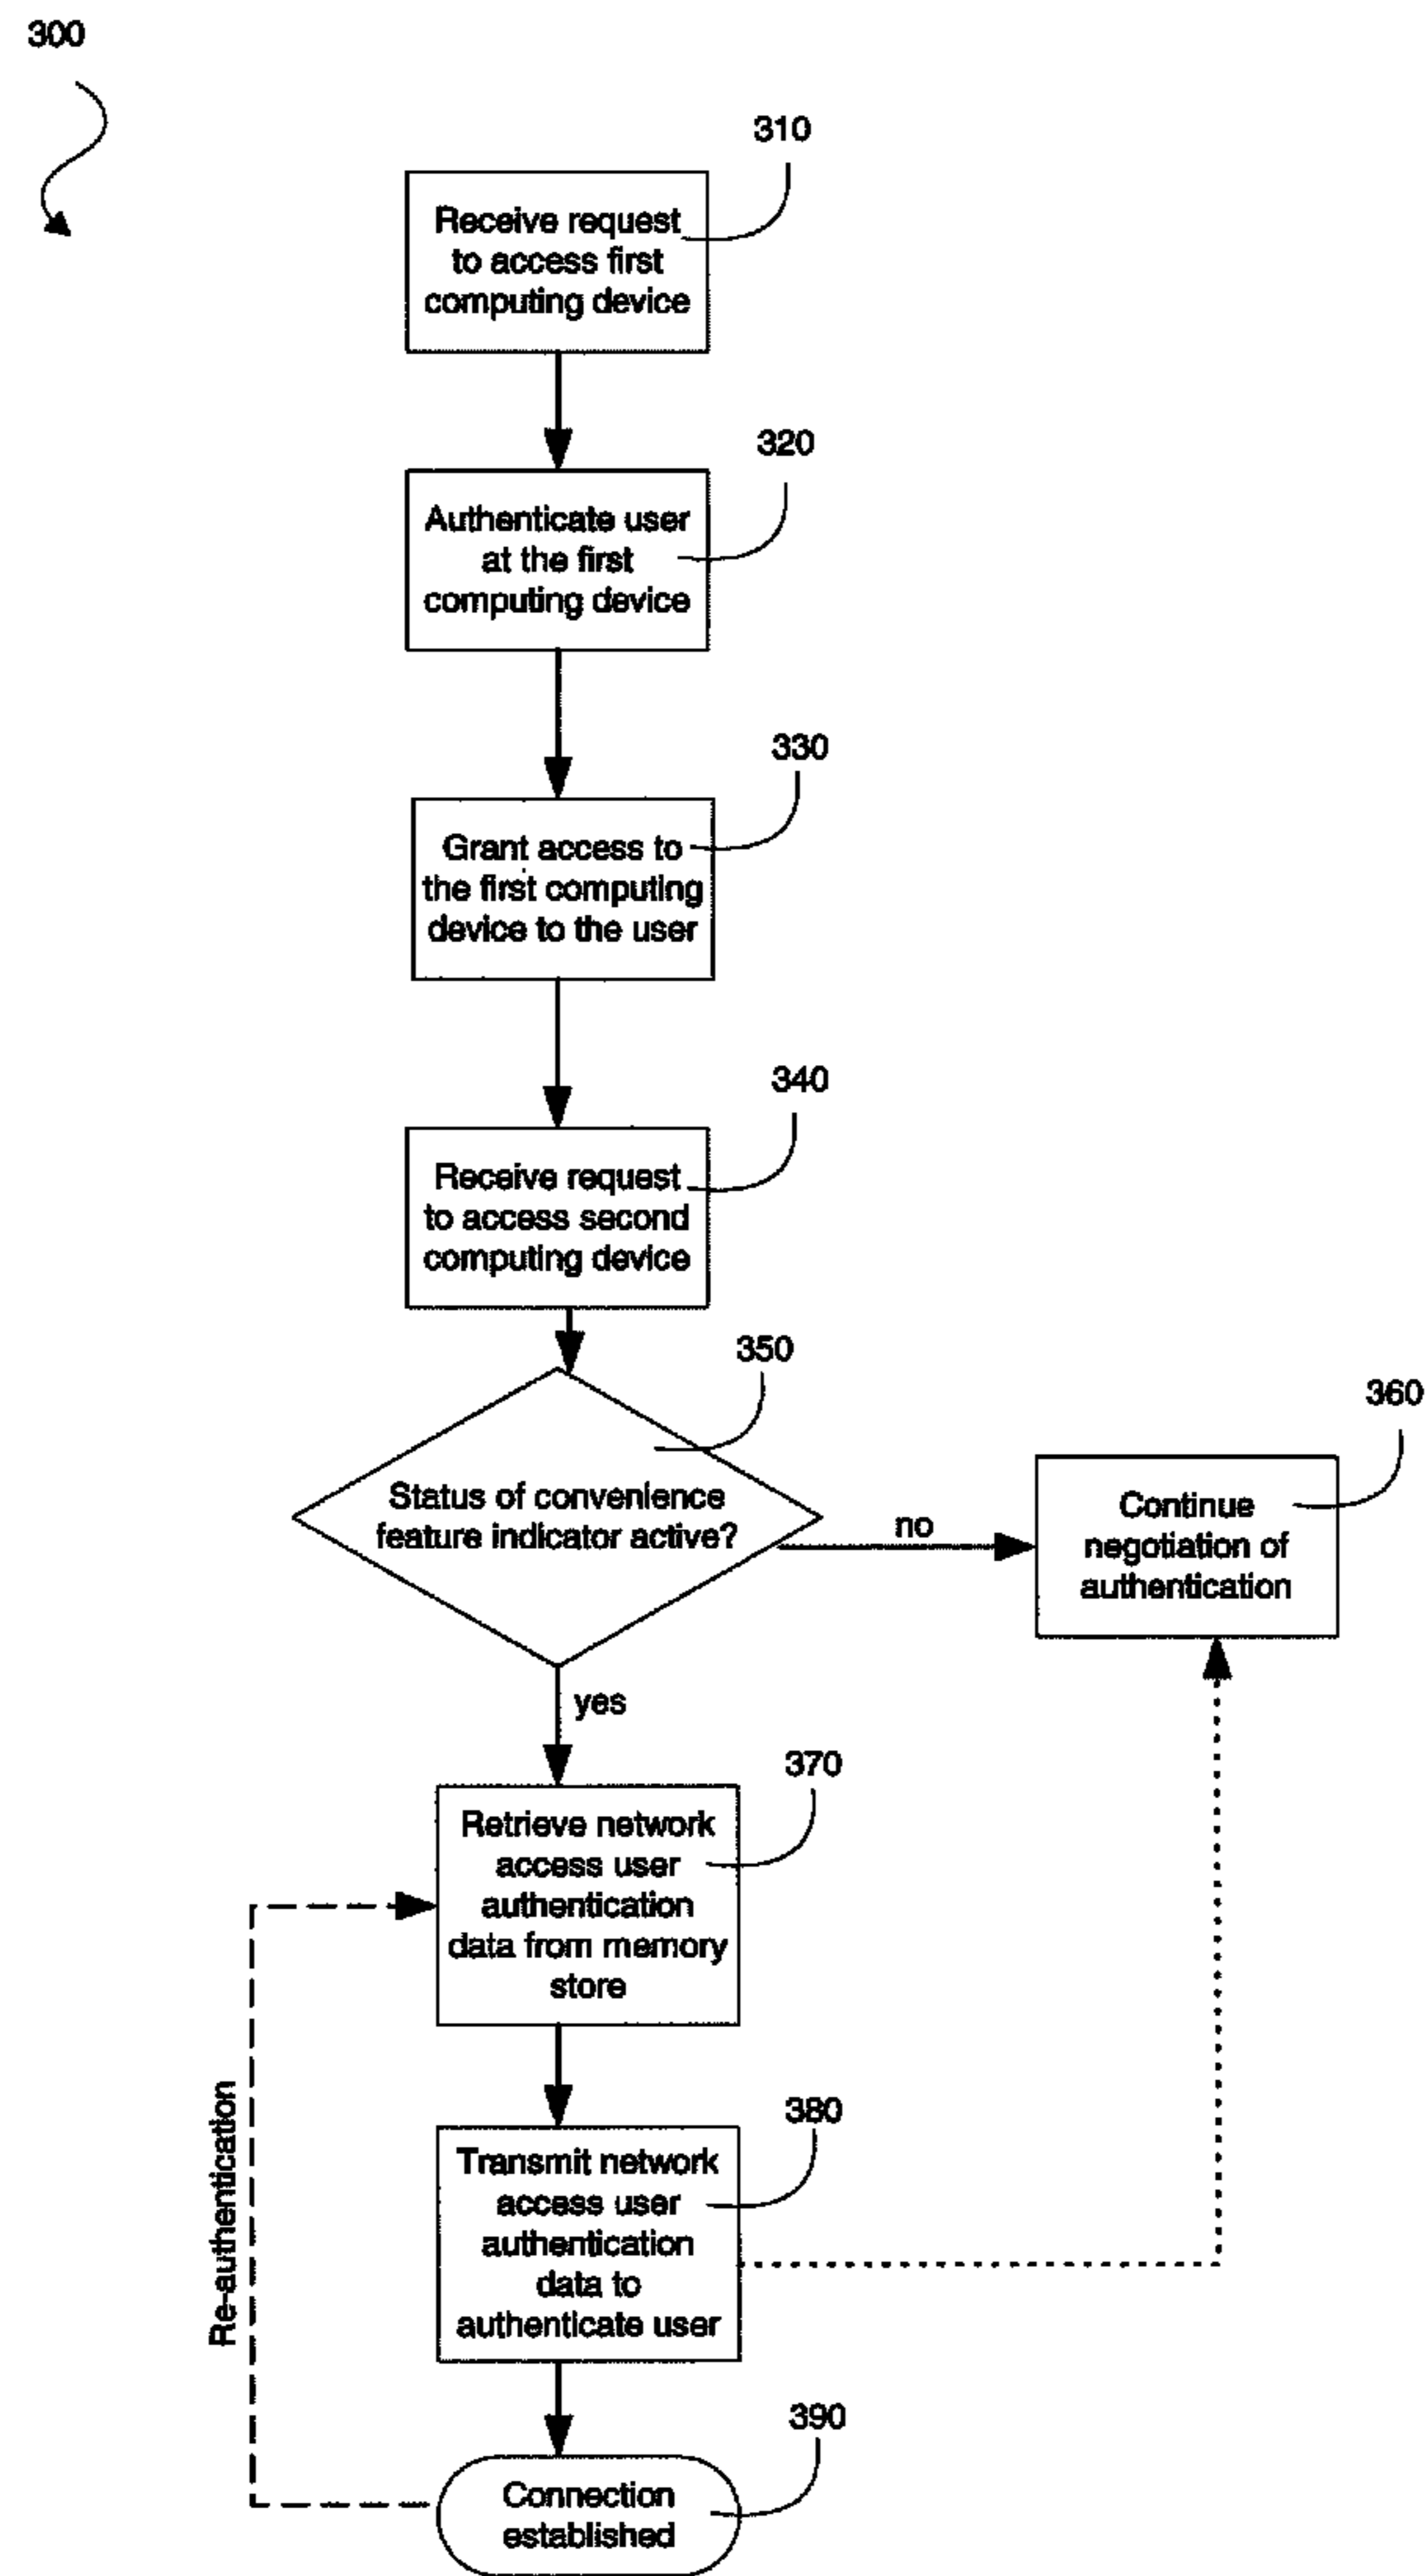 300
310
Receive request
to access first
computing device
320
Authenticate user
at the first
computing device
330
Grant access to
the first computing
device to the user
340
Receive request
to access second
computing device
350
Status of convenience
feature indicator active?
no
360
Continue
negotiation of
authentication
yes
370
Retrieve network
access user
authentication
data from memory
store
Re-authentication
380
Transmit network
access user
authentication
data to
authenticate user
390
Connection
established